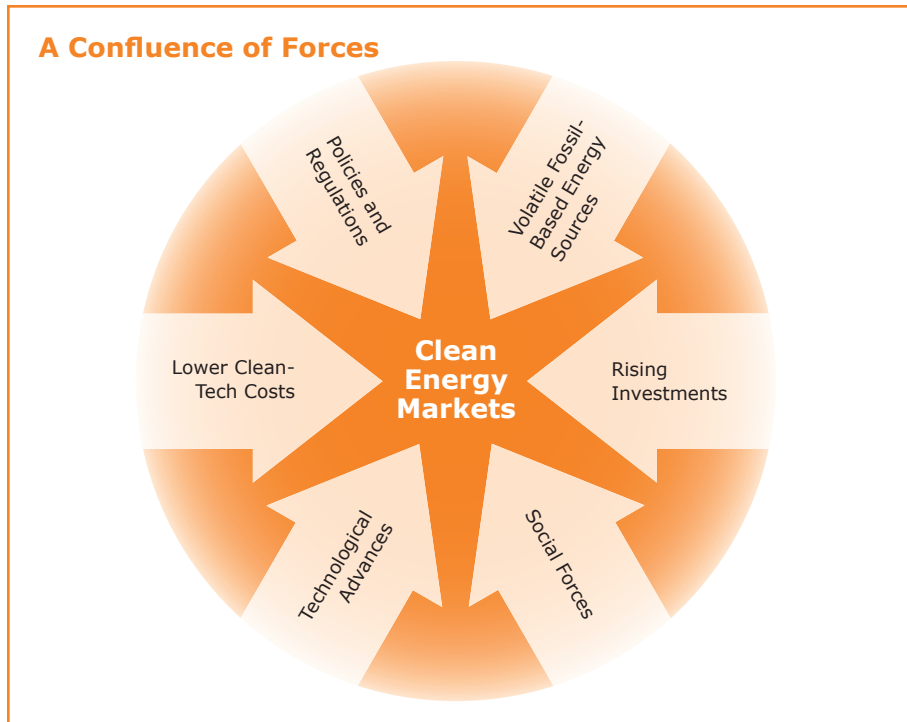 A Confluence of Forces
Policies and
Regulations
Volatile Fossil-
Based Energy
Sources
Lower Clean-
Tech Costs
Clean
Energy
Markets
Rising
Investments
Technological
Advances
Social Forces